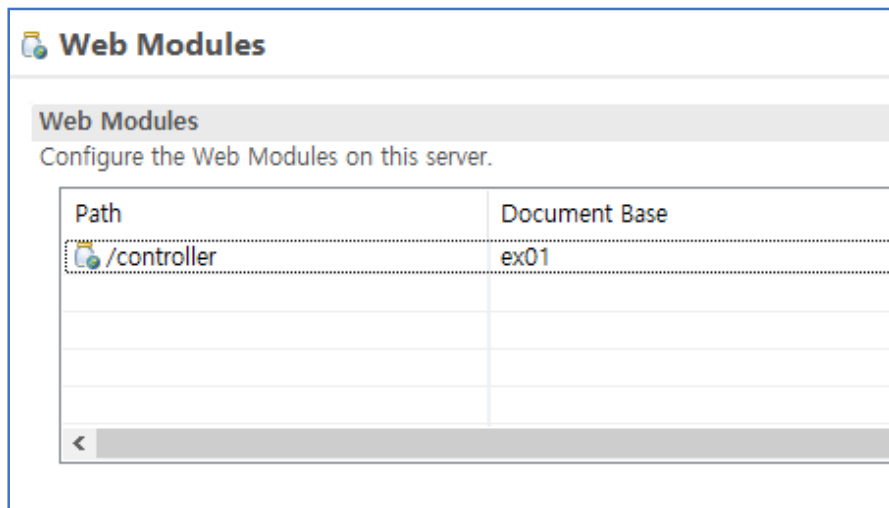 Web Modules
Web Modules
Configure the Web Modules on this server.
Path Document Base
/controller ex01